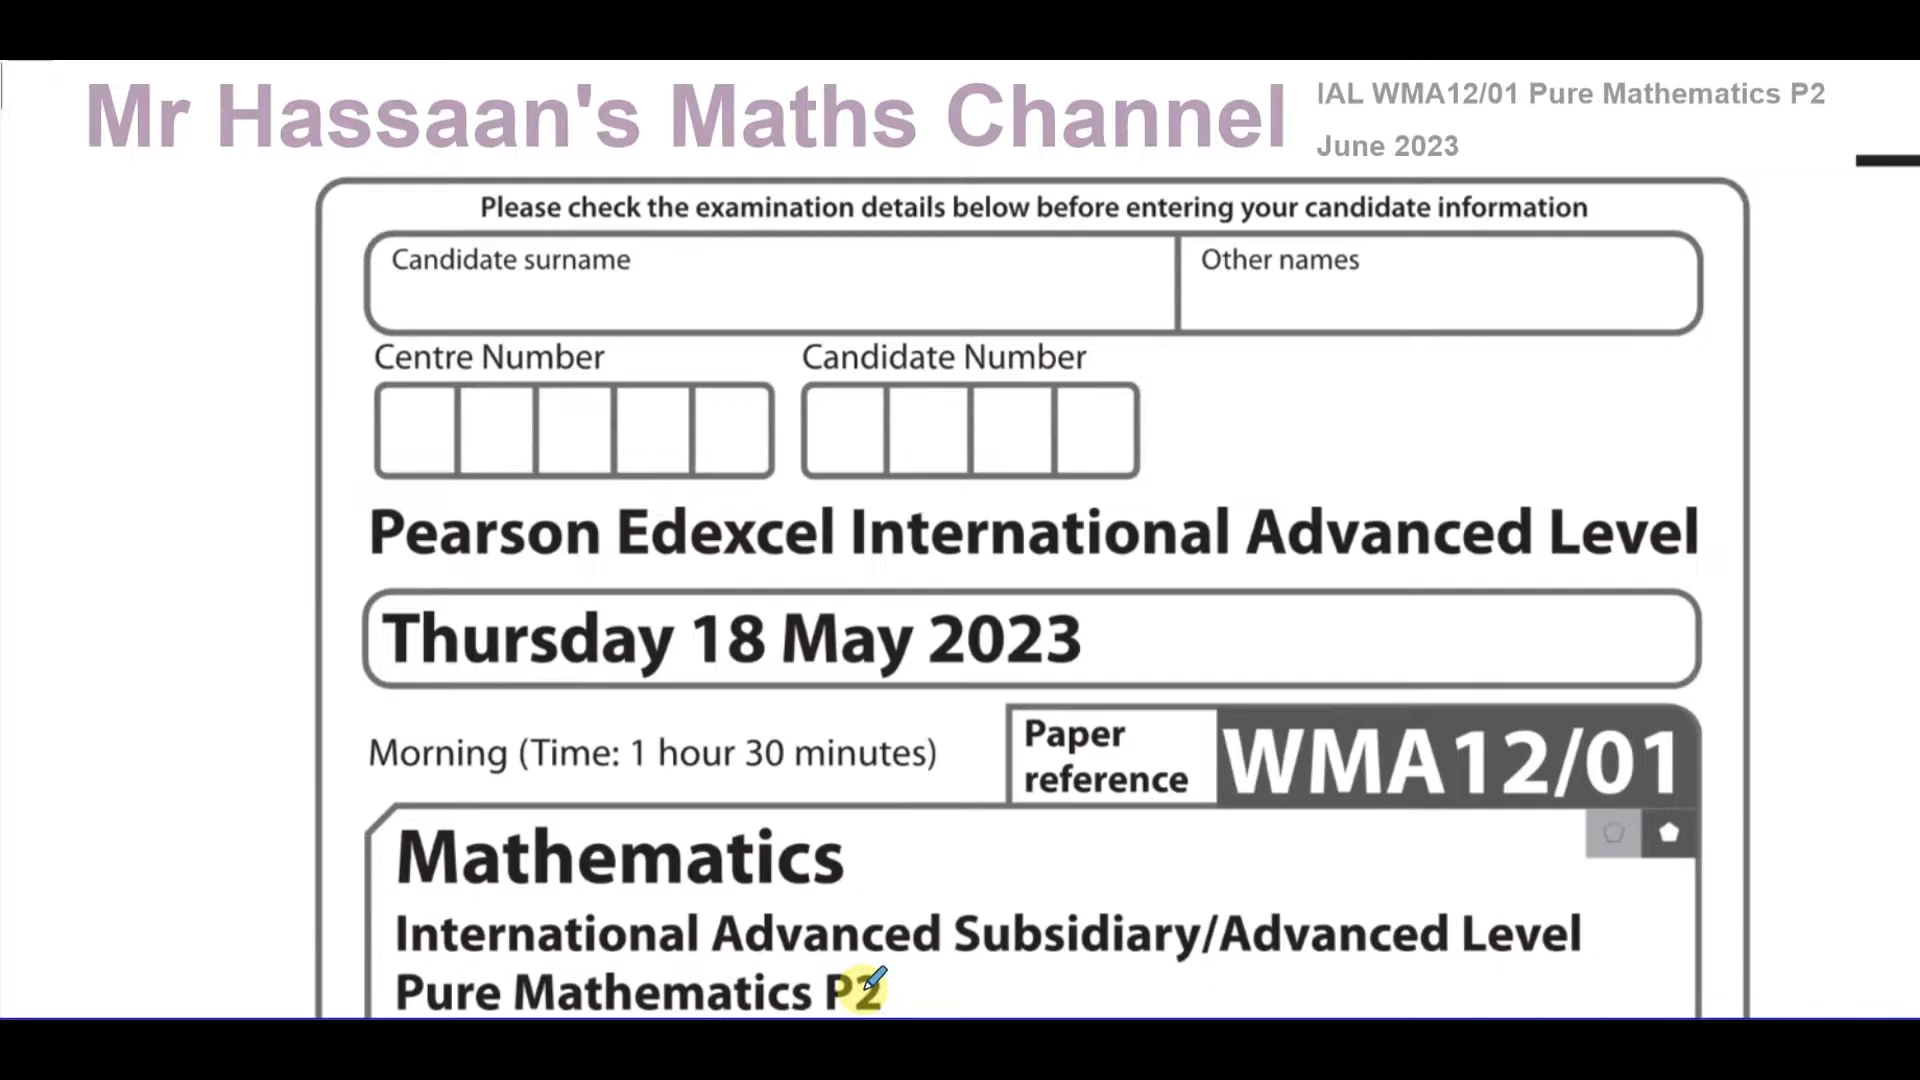 Mr Hassaan's Maths Channel
IAL WMA12/01 Pure Mathematics P2
June 2023
Please check the examination details below before entering your candidate information
Candidate surname
Other names
Centre Number
Candidate Number
Pearson Edexcel International Advanced Level
Thursday 18 May 2023
Morning (Time: 1 hour 30 minutes)
Paper
reference
WMA12/01
Mathematics
International Advanced Subsidiary/Advanced Level
Pure Mathematics P2